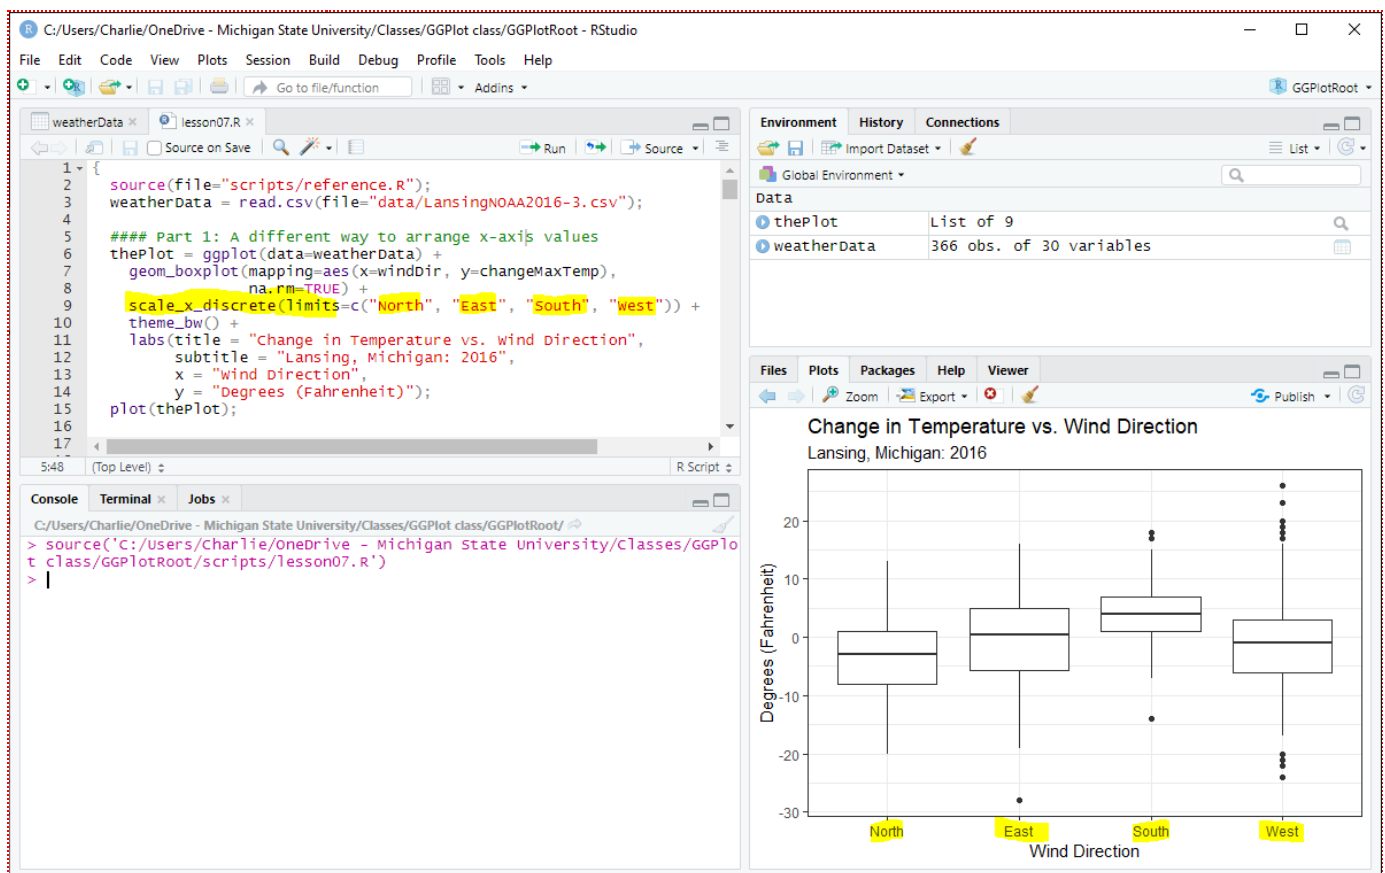 C:/Users/Charlie/OneDrive - Michigan State University/Classes/GGPlot class/GGPlotRoot - RStudio
File Edit Code View Plots Session Build Debug Profile Tools Help
Go to file/function Addins GGPlotRoot
weatherData lesson07.R
Source on Save Run Source
1 {
2 source(file="scripts/reference.R");
3 weatherData = read.csv(file="data/LansingNOAA2016-3.csv");
4
5 #### Part 1: A different way to arrange x-axis values
6 thePlot = ggplot(data=weatherData) +
7 geom_boxplot(mapping=aes(x=windDir, y=changeMaxTemp),
8 na.rm=TRUE) +
9 scale_x_discrete(limits=c("North", "East", "South", "West")) +
10 theme_bw() +
11 labs(title = "Change in Temperature vs. Wind Direction",
12 subtitle = "Lansing, Michigan: 2016",
13 x = "Wind Direction",
14 y = "Degrees (Fahrenheit)");
15 plot(thePlot);
16
17
5:48 (Top Level) R Script
Console Terminal Jobs
C:/Users/Charlie/OneDrive - Michigan State University/Classes/GGPlot class/GGPlotRoot/
> source('C:/Users/Charlie/OneDrive - Michigan State University/Classes/GGPlo
t class/GGPlotRoot/scripts/lesson07.R')
>
Environment History Connections
Import Dataset List
Global Environment
Data
thePlot List of 9
weatherData 366 obs. of 30 variables
Files Plots Packages Help Viewer
Zoom Export Publish
Change in Temperature vs. Wind Direction
Lansing, Michigan: 2016
Degrees (Fahrenheit)
20
10
0
-10
-20
-30
North East South West
Wind Direction